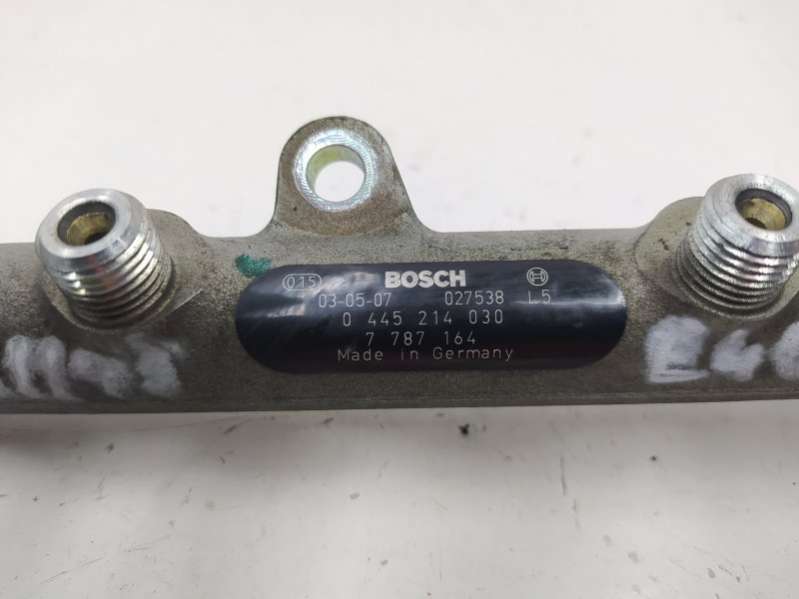 015 BOSCH
03-05-07 027538 L5
0 445 214 030
7 787 164
Made in Germany